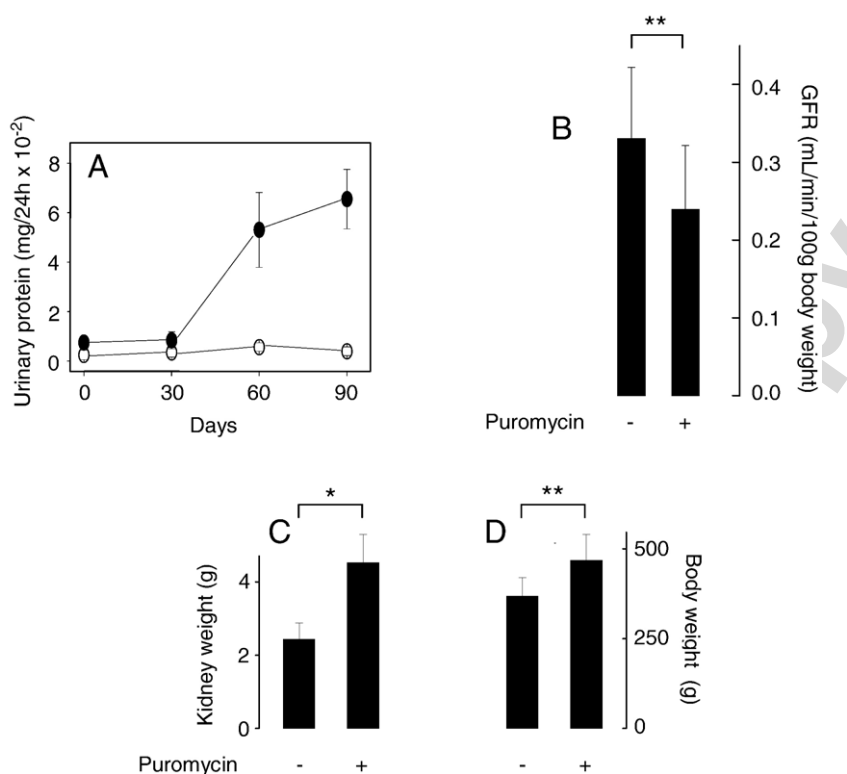 A
Urinary protein (mg/24h x 10-2)
8
6
4
2
0
0 30 60 90
Days
**
B
0.4
0.3
0.2
0.1
0.0
GFR (mL/min/100g body weight)
Puromycin - +
*
C
Kidney weight (g)
4
2
0
Puromycin - +
**
D
500
250
0
Body weight (g)
- +